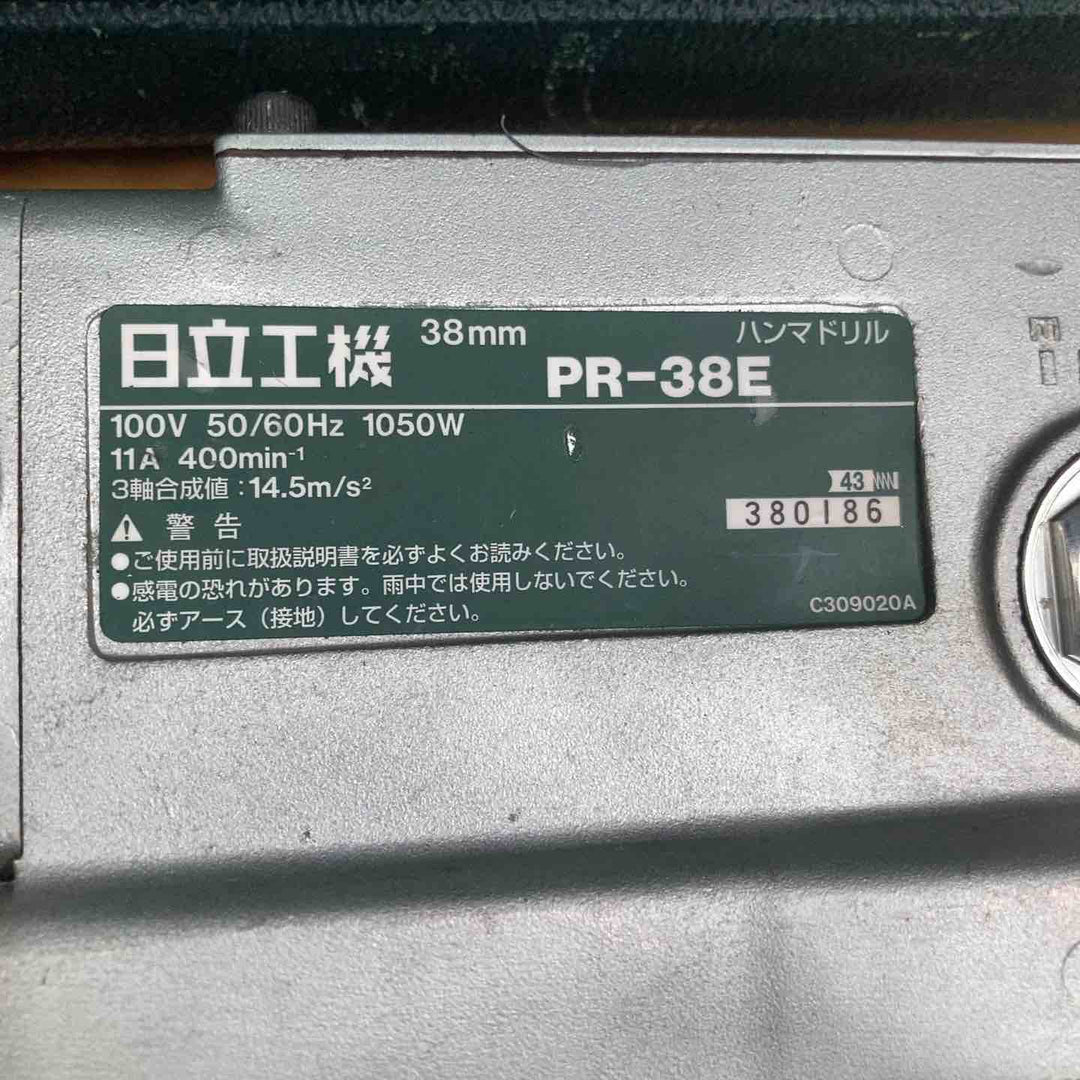 日立工機 38mm PR-38E ハンマドリル
100V 50/60Hz 1050W
11A 400min⁻¹
3軸合成値：14.5m/s²
43
380186
警告
●ご使用前に取扱説明書を必ずよくお読みください。
●感電の恐れがあります。雨中では使用しないでください。
必ずアース（接地）してください。
C309020A